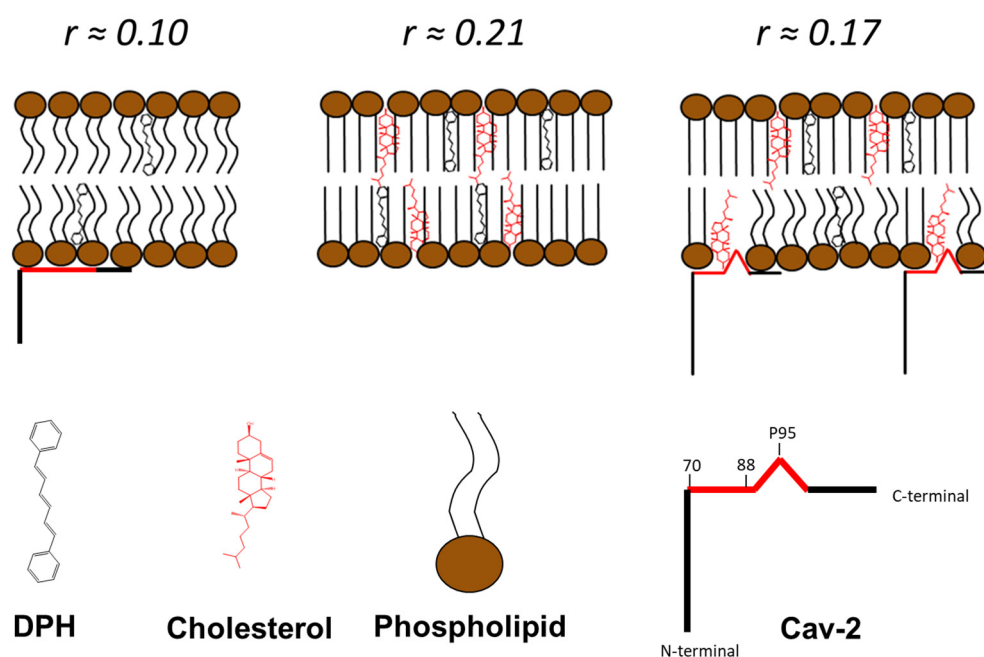 r ≈ 0.10
r ≈ 0.21
r ≈ 0.17
P95
70
88
C-terminal
DPH
Cholesterol
Phospholipid
Cav-2
N-terminal